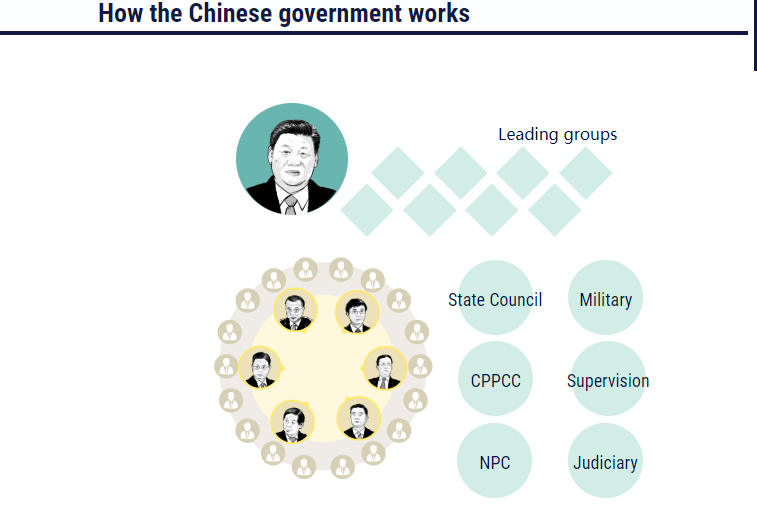 How the Chinese government works
Leading groups
State Council
Military
CPPCC
Supervision
NPC
Judiciary